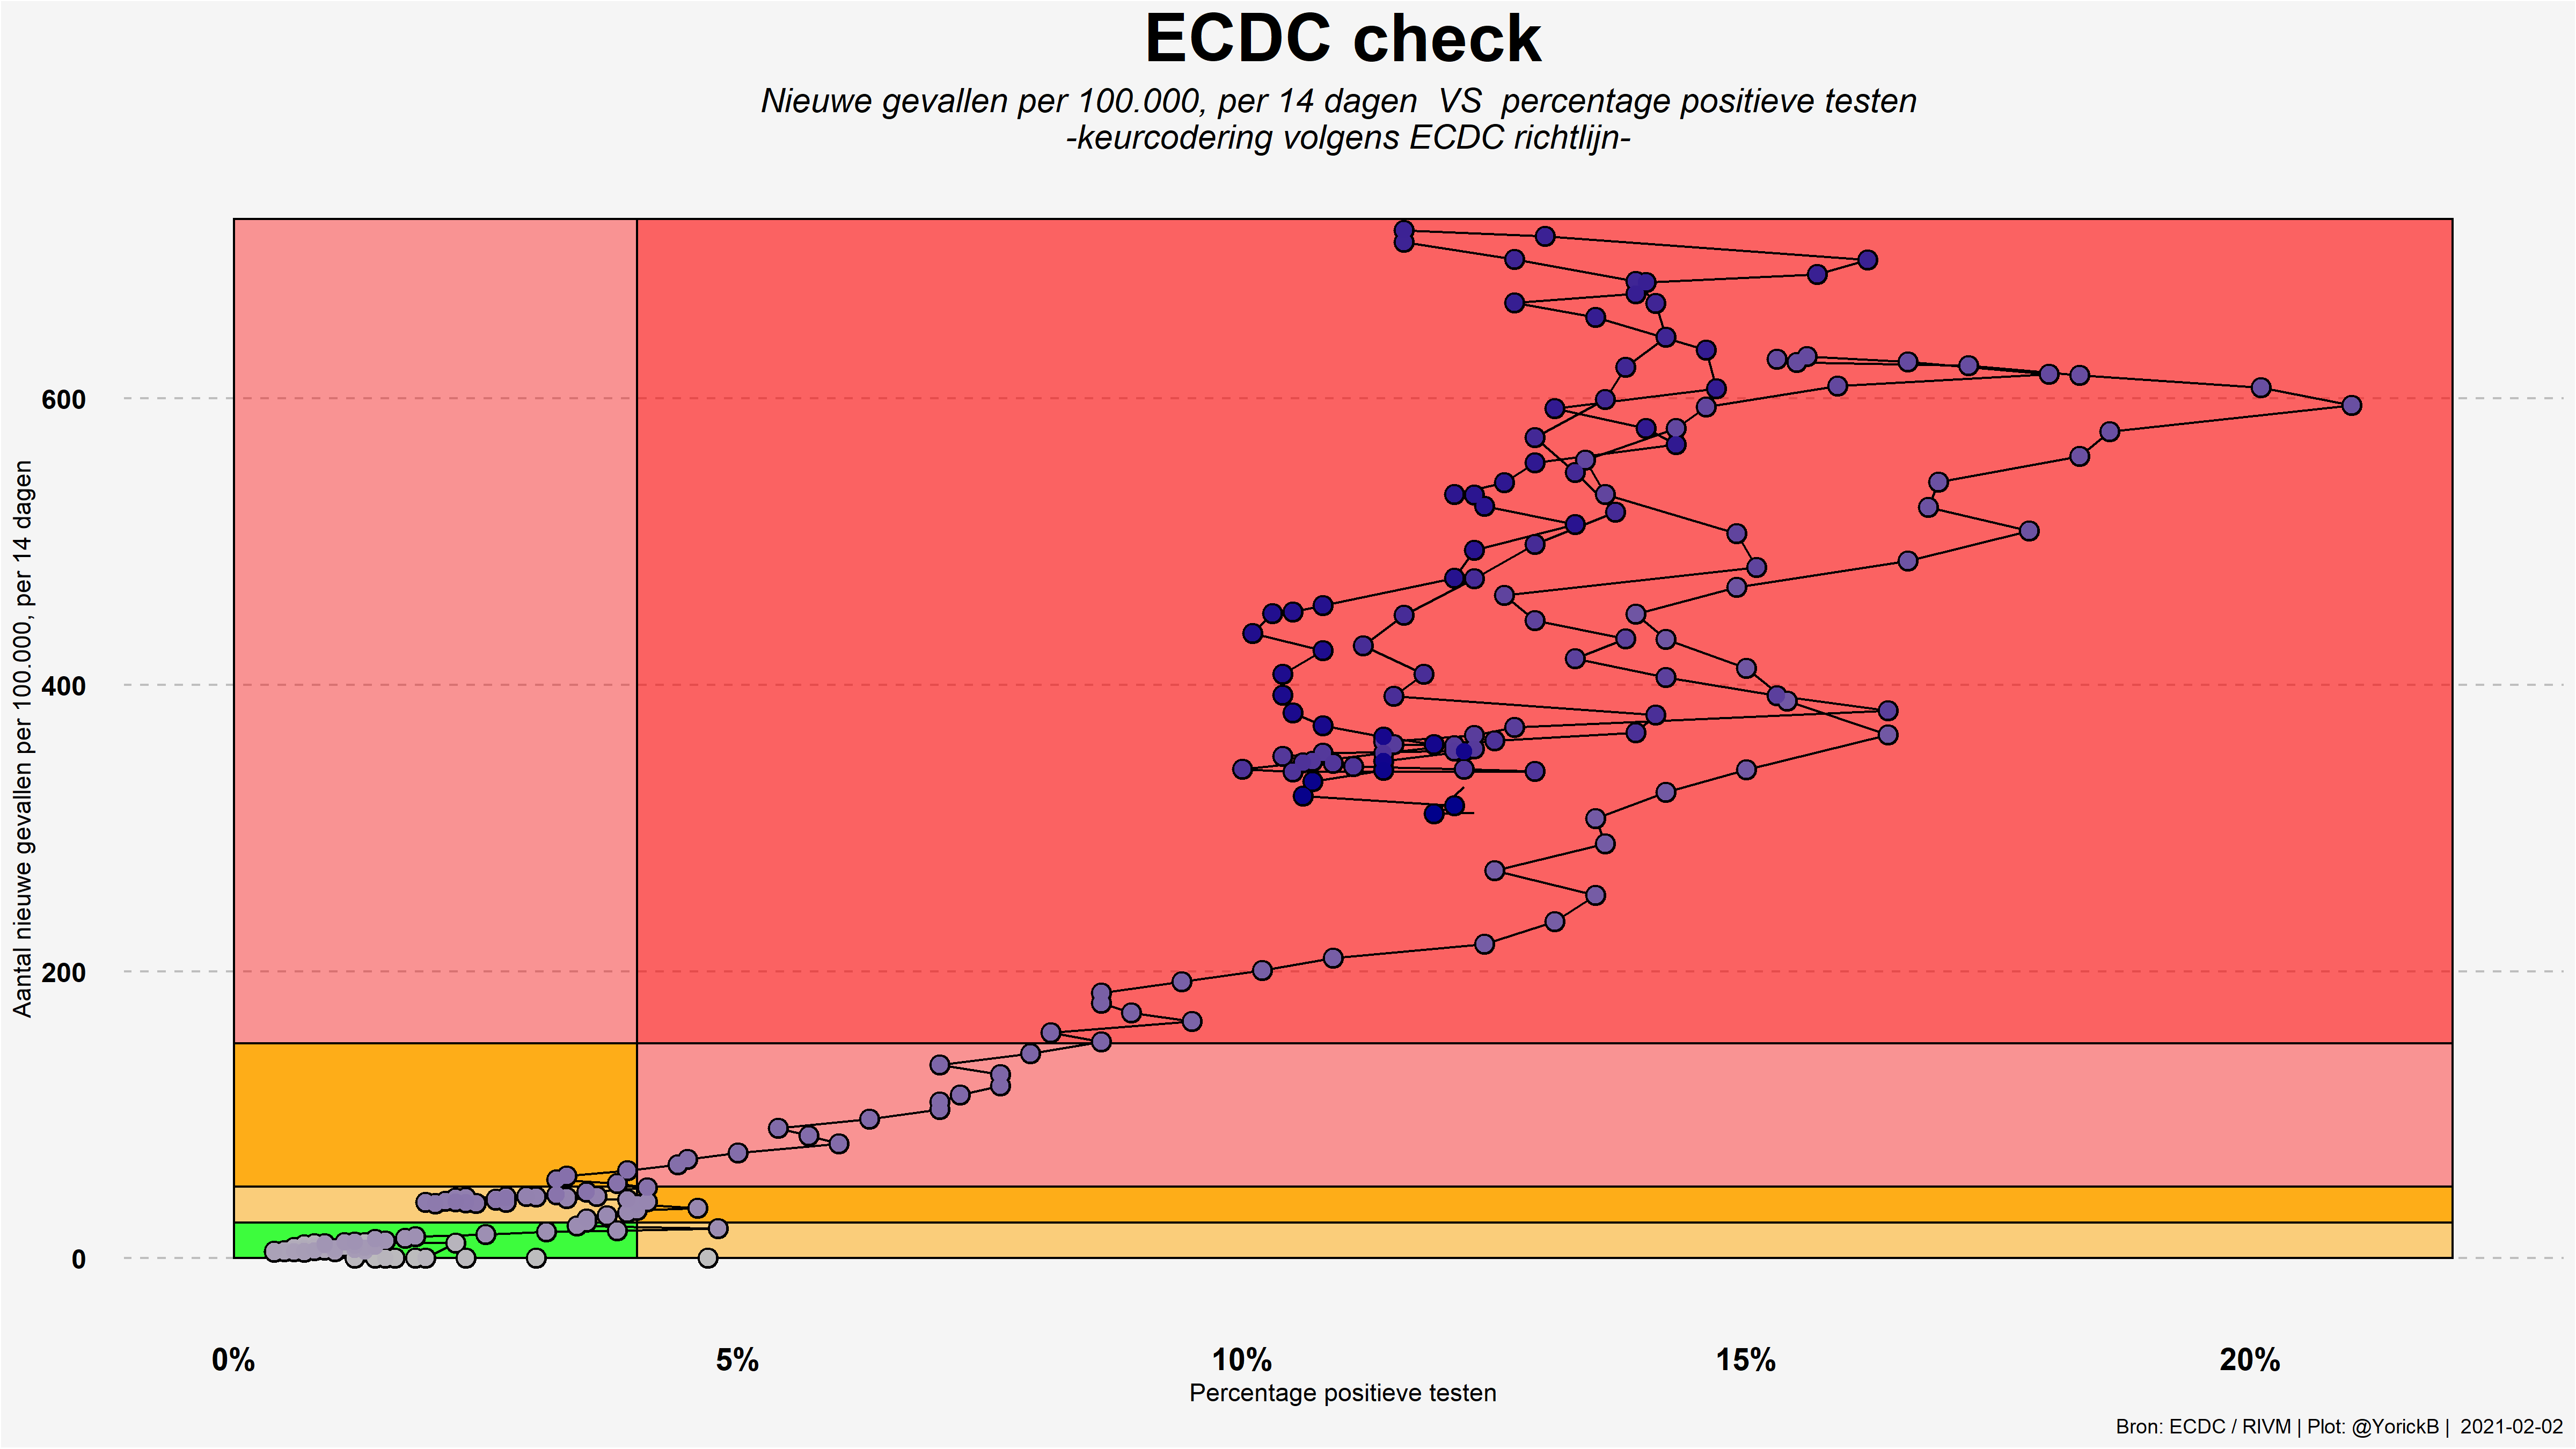 ECDC check
Nieuwe gevallen per 100.000, per 14 dagen  VS  percentage positieve testen
-keurcodering volgens ECDC richtlijn-
Aantal nieuwe gevallen per 100.000, per 14 dagen
600
400
200
0
0%
5%
10%
15%
20%
Percentage positieve testen
Bron: ECDC / RIVM | Plot: @YorickB |  2021-02-02